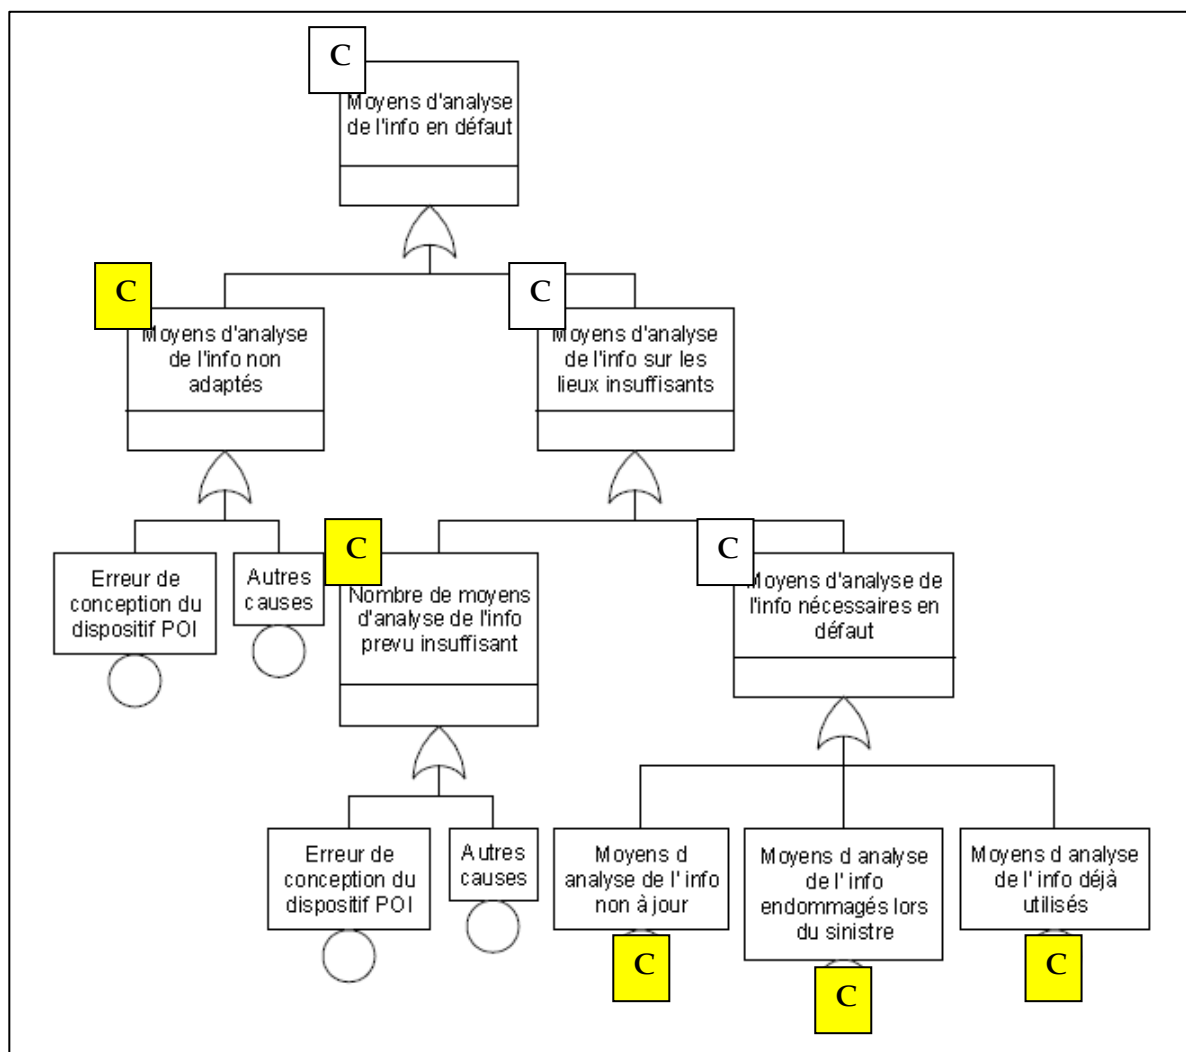 C
Moyens d'analyse
de l'info en défaut
C
Moyens d'analyse
de l'info non
adaptés
C
Moyens d'analyse
de l'info sur les
lieux insuffisants
Erreur de
conception du
dispositif POI
Autres
causes
C
Nombre de moyens
d'analyse de l'info
prevu insuffisant
C
Moyens d'analyse de
l'info nécessaires en
défaut
Erreur de
conception du
dispositif POI
Autres
causes
Moyens d
analyse de l' info
non à jour
C
Moyens d analyse
de l' info
endommagés lors
du sinistre
C
Moyens d analyse
de l' info déjà
utilisés
C